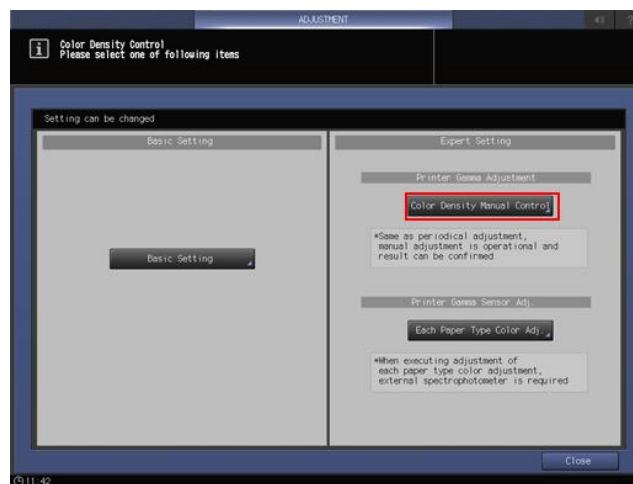 ADJUSTMENT
Color Density Control
Please select one of following items
Setting can be changed
Basic Setting
Basic Setting
Expert Setting
Printer Gamma Adjustment
Color Density Manual Control
*Same as periodical adjustment,
manual adjustment is operational and
result can be confirmed
Printer Gamma Sensor Adj.
Each Paper Type Color Adj.
*When executing adjustment of
each paper type color adjustment,
external spectrophotometer is required
Close
11:42